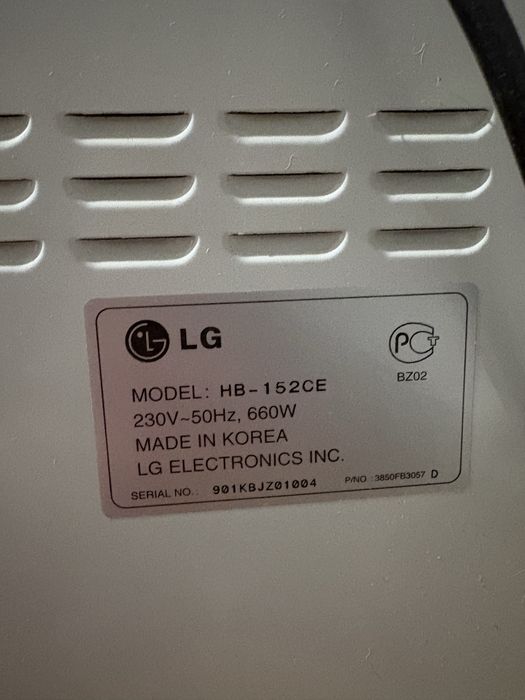 LG LG
PCT
BZ02
MODEL: HB-152CE
230V~50Hz, 660W
MADE IN KOREA
LG ELECTRONICS INC.
SERIAL NO.: 901KBJZ01004 P/NO :3850FB3057 D